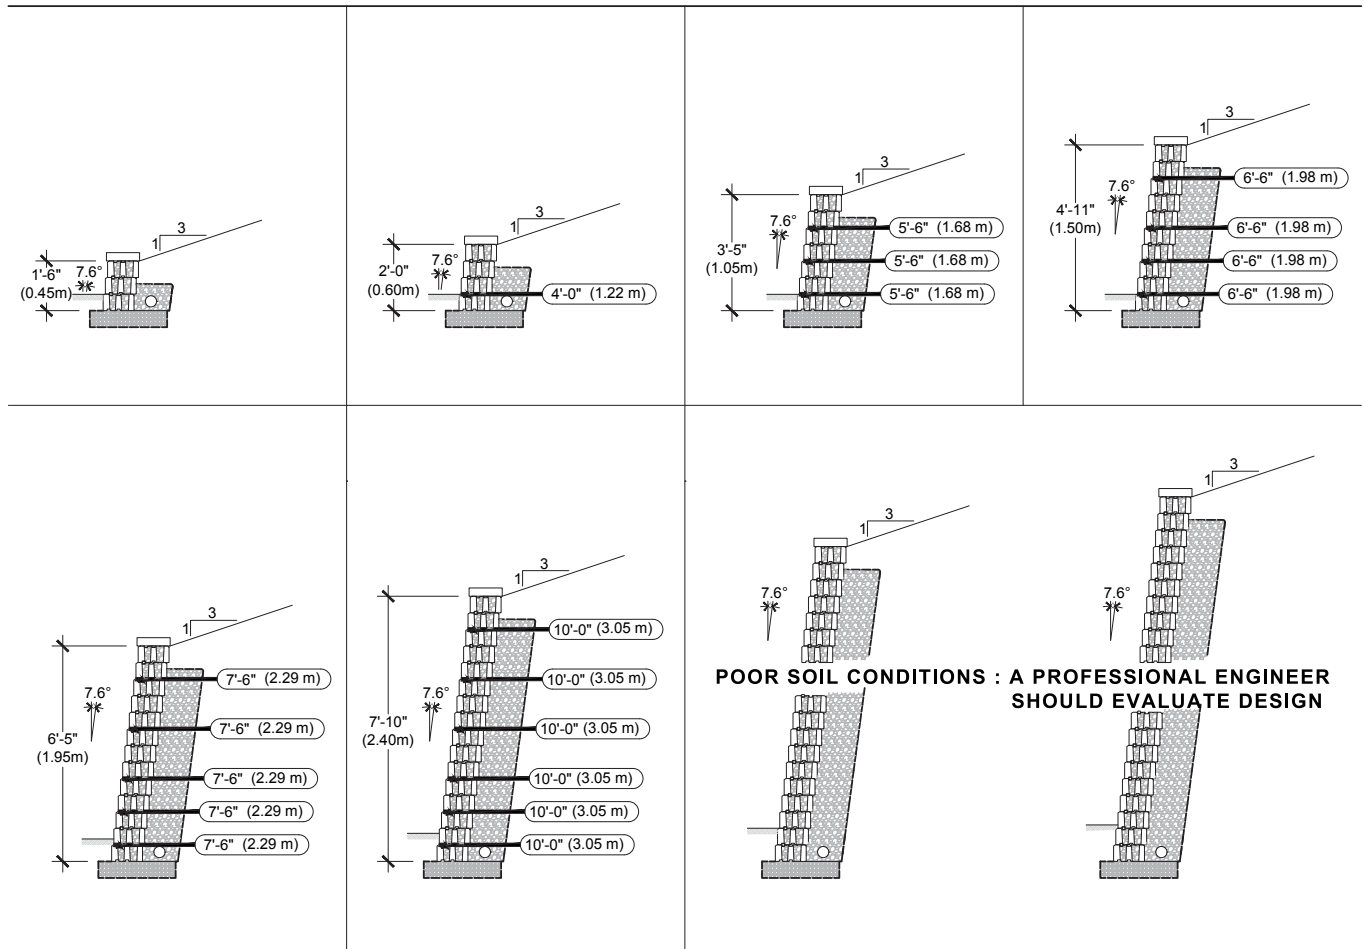 3
1
1'-6"
(0.45m)
7.6°
3
1
2'-0"
(0.60m)
7.6°
4'-0" (1.22 m)
3
1
3'-5"
(1.05m)
7.6°
5'-6" (1.68 m)
5'-6" (1.68 m)
5'-6" (1.68 m)
3
1
4'-11"
(1.50m)
7.6°
6'-6" (1.98 m)
6'-6" (1.98 m)
6'-6" (1.98 m)
6'-6" (1.98 m)
3
1
6'-5"
(1.95m)
7.6°
7'-6" (2.29 m)
7'-6" (2.29 m)
7'-6" (2.29 m)
7'-6" (2.29 m)
7'-6" (2.29 m)
3
1
7'-10"
(2.40m)
7.6°
10'-0" (3.05 m)
10'-0" (3.05 m)
10'-0" (3.05 m)
10'-0" (3.05 m)
10'-0" (3.05 m)
10'-0" (3.05 m)
3
1
7.6°
3
1
7.6°
POOR SOIL CONDITIONS : A PROFESSIONAL ENGINEER
SHOULD EVALUATE DESIGN